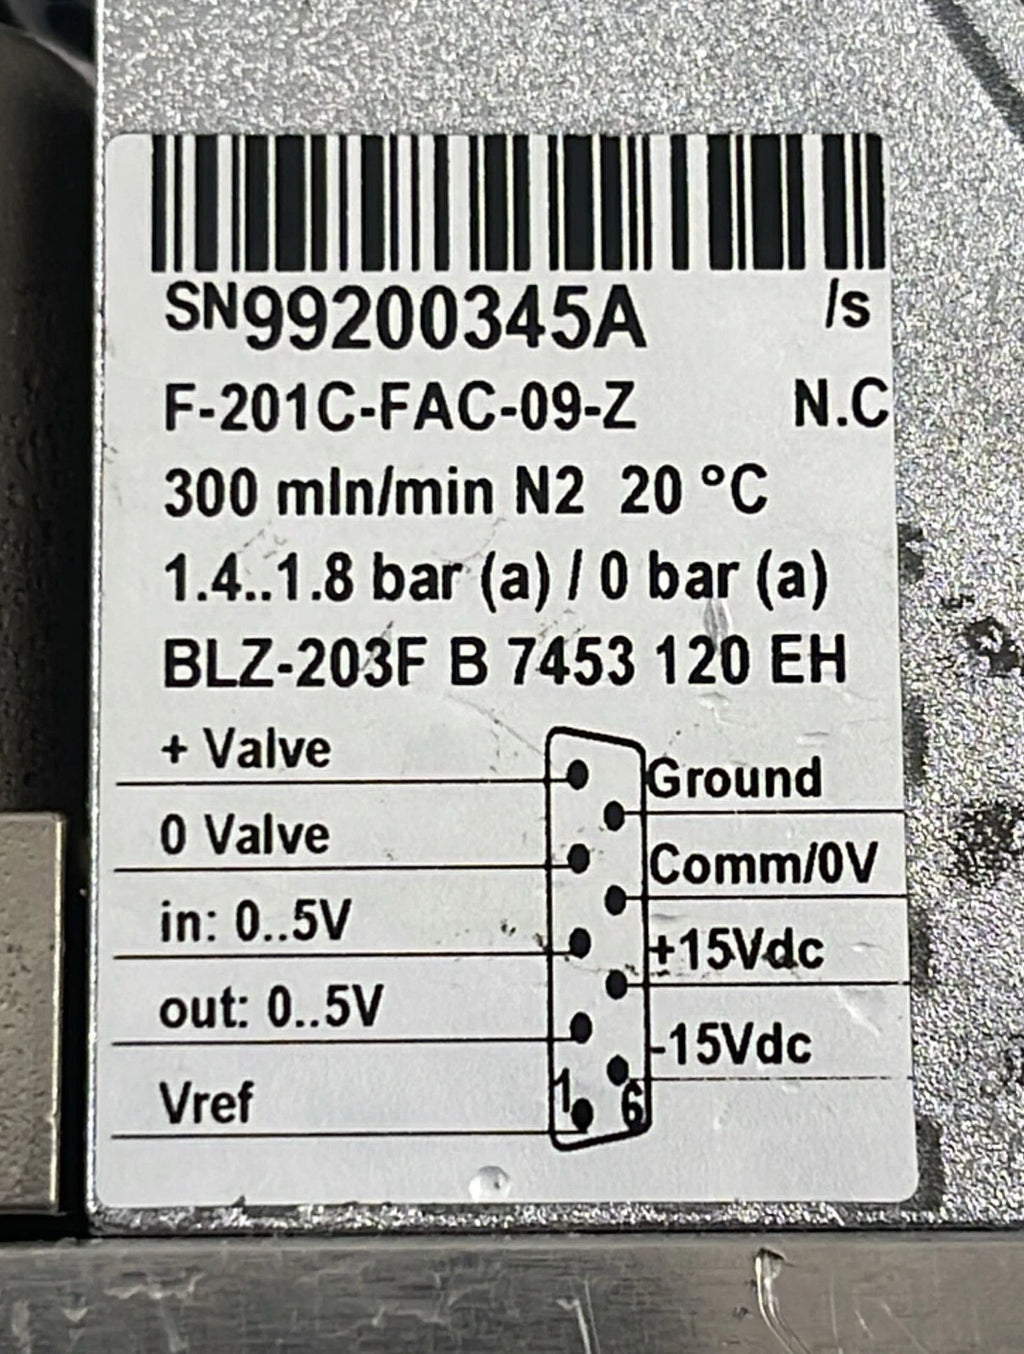 SN99200345A /s
F-201C-FAC-09-Z N.C
300 mln/min N2 20 °C
1.4..1.8 bar (a) / 0 bar (a)
BLZ-203F B 7453 120 EH
+ Valve
Ground
0 Valve
Comm/0V
in: 0..5V
+15Vdc
out: 0..5V
-15Vdc
Vref
1 6